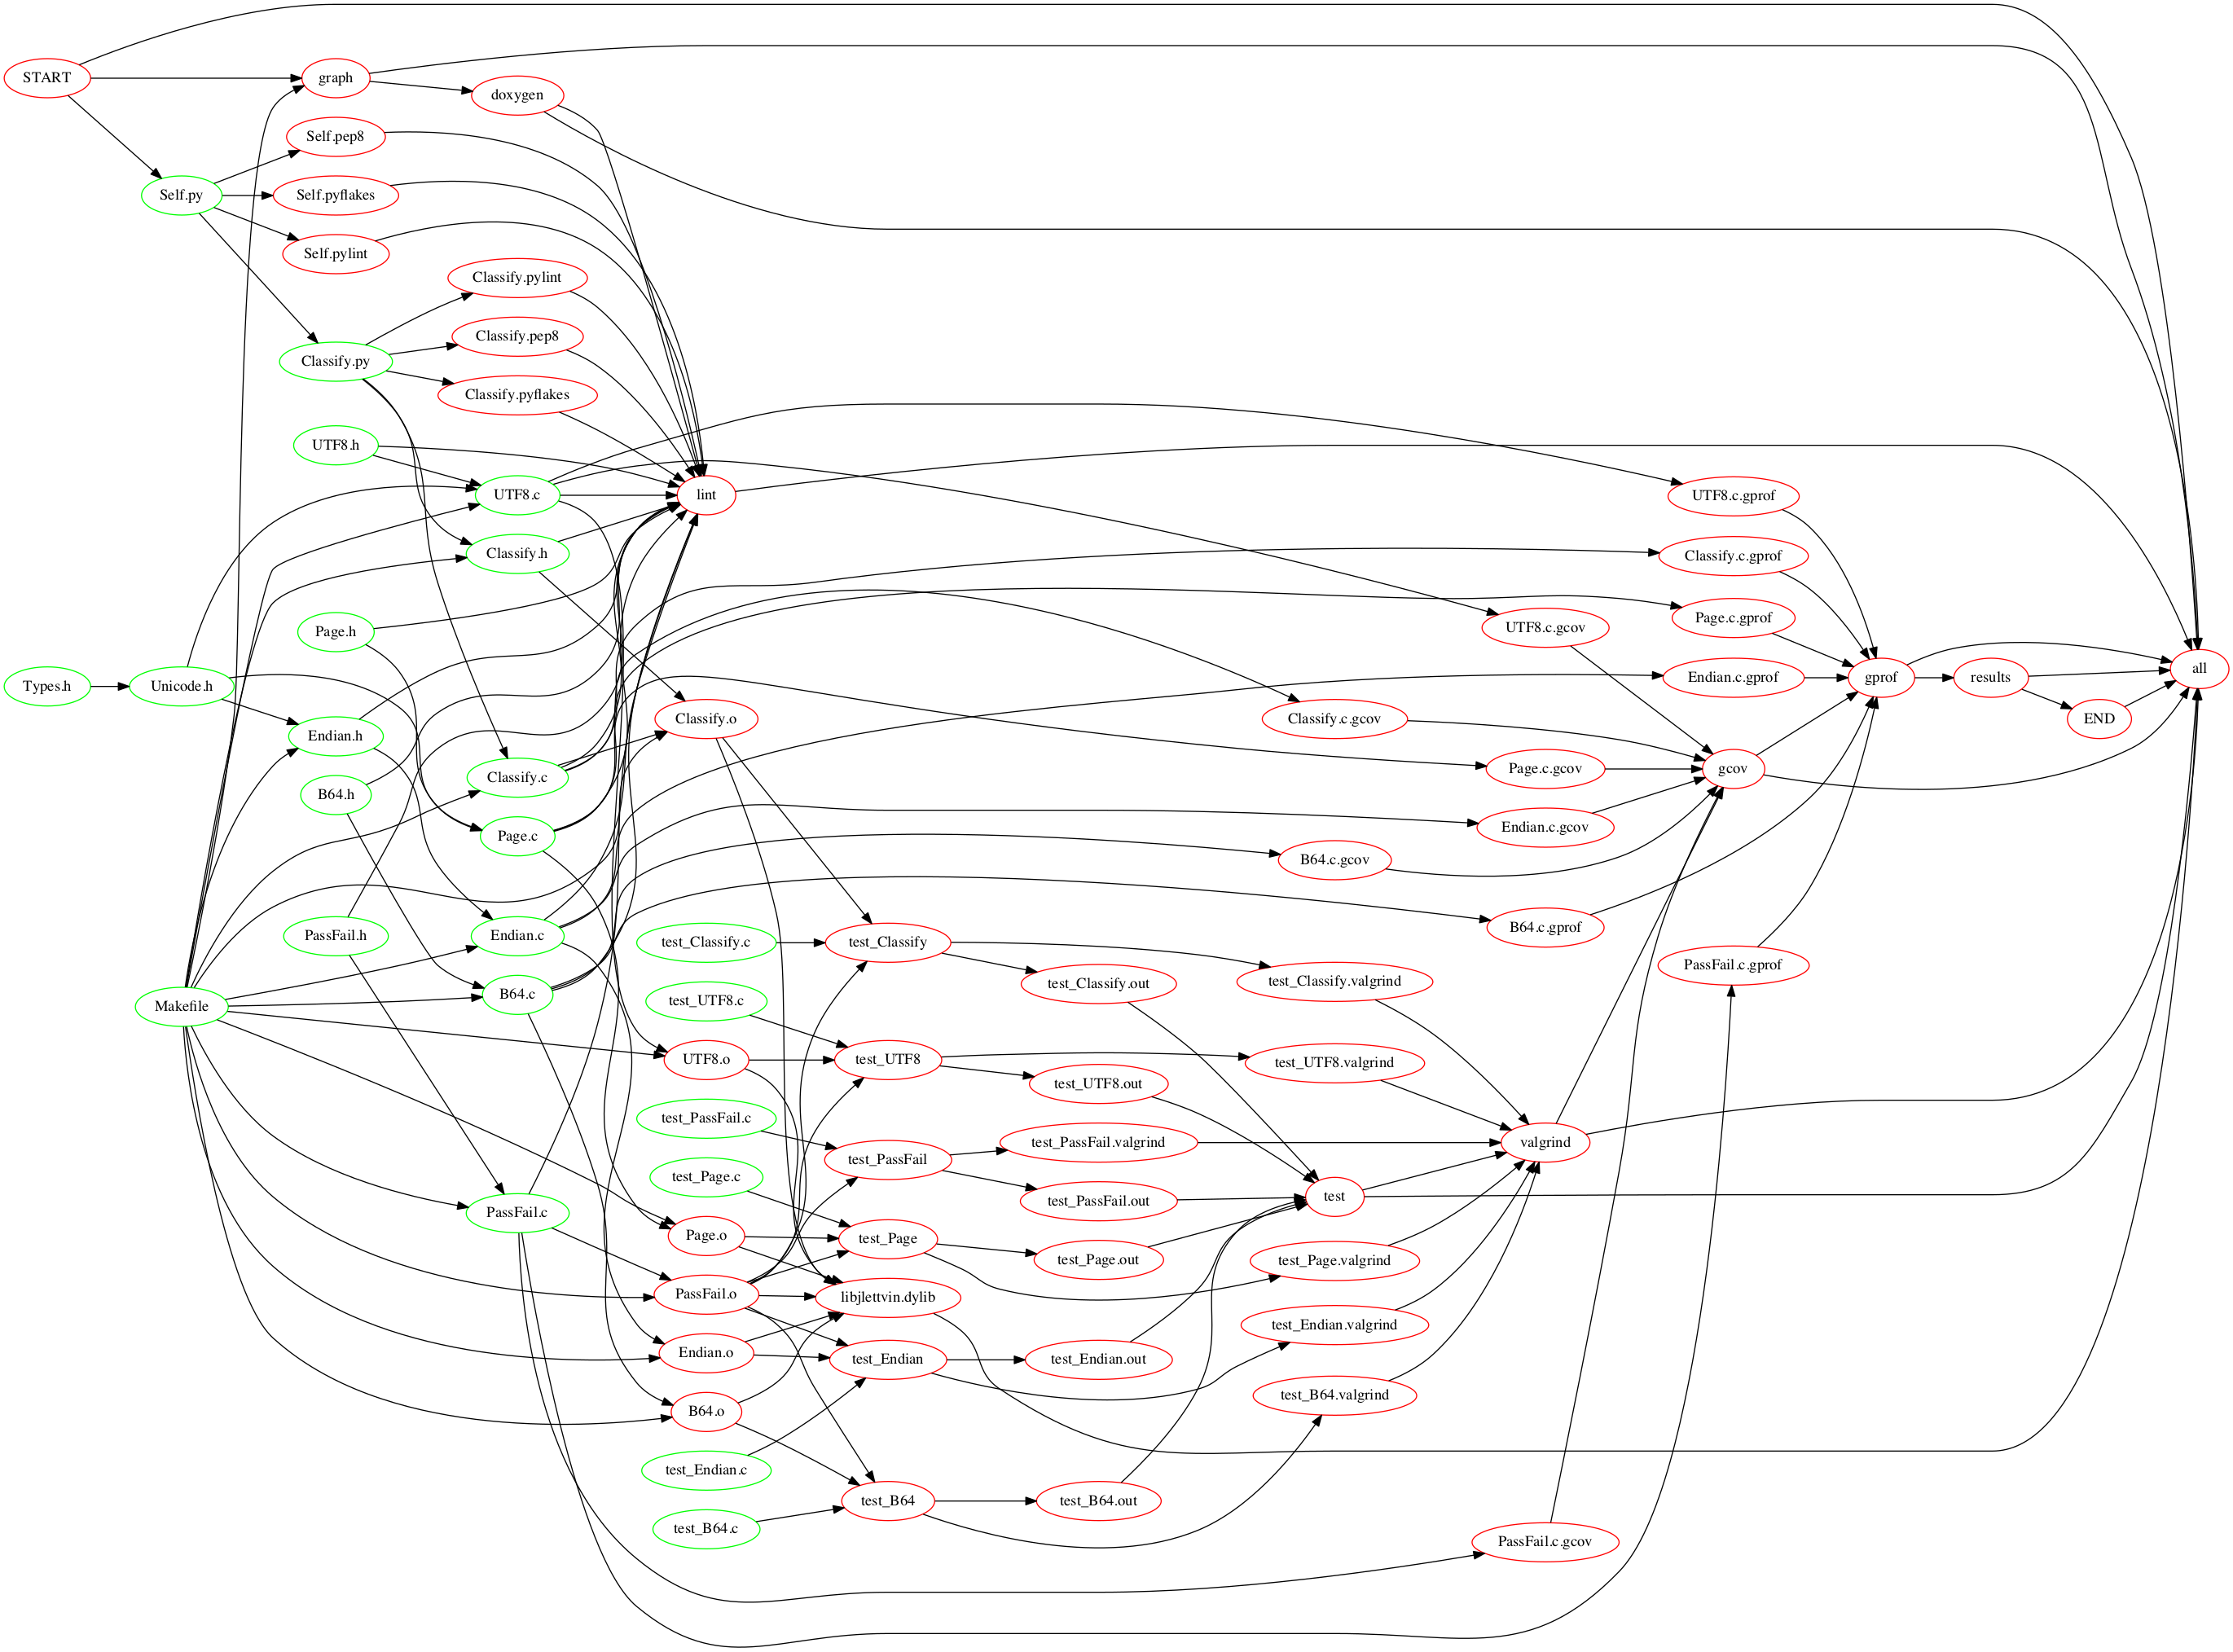 START
graph
doxygen
Self.pep8
Self.py
Self.pyflakes
Self.pylint
Classify.pylint
Classify.pep8
Classify.py
Classify.pyflakes
UTF8.h
UTF8.c
lint
UTF8.c.gprof
Classify.h
Classify.c.gprof
Page.h
UTF8.c.gcov
Page.c.gprof
Types.h
Unicode.h
Endian.c.gprof
gprof
results
all
Classify.o
Classify.c.gcov
END
Endian.h
Classify.c
Page.c.gcov
gcov
B64.h
Page.c
Endian.c.gcov
B64.c.gcov
B64.c.gprof
PassFail.h
Endian.c
test_Classify.c
test_Classify
PassFail.c.gprof
test_Classify.out
test_Classify.valgrind
B64.c
test_UTF8.c
Makefile
UTF8.o
test_UTF8
test_UTF8.valgrind
test_UTF8.out
test_PassFail.c
test_PassFail
test_PassFail.valgrind
valgrind
test_Page.c
test_PassFail.out
test
PassFail.c
Page.o
test_Page
test_Page.out
test_Page.valgrind
PassFail.o
libjlettvin.dylib
test_Endian.valgrind
Endian.o
test_Endian
test_Endian.out
test_B64.valgrind
B64.o
test_Endian.c
test_B64
test_B64.out
test_B64.c
PassFail.c.gcov